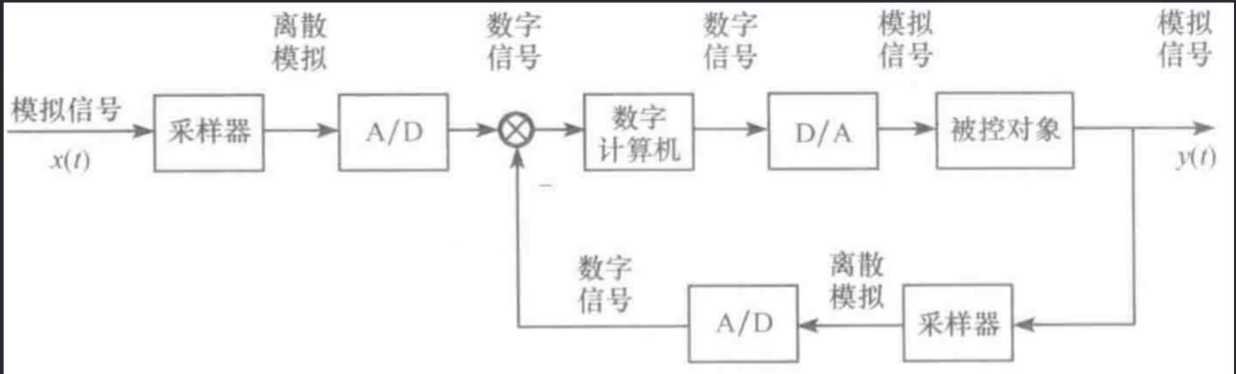 离散
模拟
数字
信号
数字
信号
模拟
信号
模拟
信号
模拟信号
x(t)
采样器
A/D
数字
计算机
D/A
被控对象
y(t)
−
数字
信号
离散
模拟
A/D
采样器